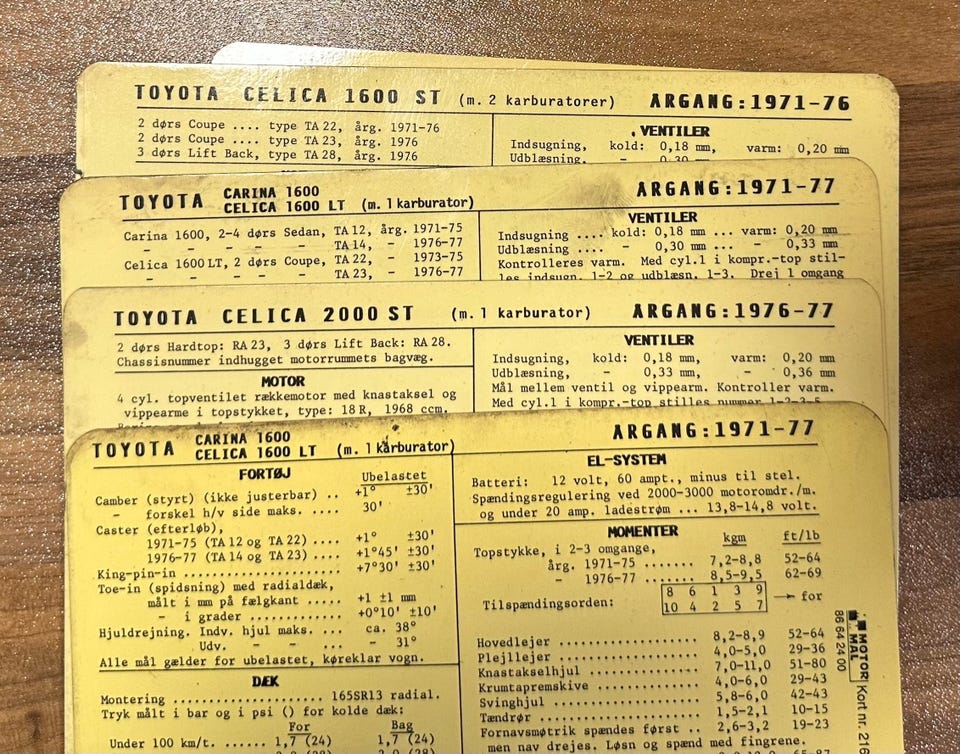 TOYOTA CELICA 1600 ST (m. 2 karburatorer) ARGANG:1971-76
2 dørs Coupe .... type TA 22, årg. 1971-76
2 dørs Coupe .... type TA 23, årg. 1976
3 dørs Lift Back, type TA 28, årg. 1976
VENTILER
Indsugning, kold: 0,18 mm, varm: 0,20 mm
Udblæsning, - 0,30 mm
TOYOTA CARINA 1600
CELICA 1600 LT (m. 1 karburator) ARGANG:1971-77
Carina 1600, 2-4 dørs Sedan, TA 12, årg. 1971-75
- - - - TA 14, - 1976-77
Celica 1600 LT, 2 dørs Coupe, TA 22, - 1973-75
- - - - TA 23, - 1976-77
VENTILER
Indsugning .... kold: 0,18 mm ... varm: 0,20 mm
Udblæsning .... - 0,30 mm ... - 0,33 mm
Kontrolleres varm. Med cyl.1 i kompr.-top stil-
les indsugn. 1-2 og udblæsn. 1-3. Drej 1 omgang
TOYOTA CELICA 2000 ST (m. 1 karburator) ARGANG:1976-77
2 dørs Hardtop: RA 23, 3 dørs Lift Back: RA 28.
Chassisnummer indhugget motorrummets bagvæg.
MOTOR
4 cyl. topventilet rækkemotor med knastaksel og
vippearme i topstykket, type: 18 R, 1968 ccm.
VENTILER
Indsugning, kold: 0,18 mm, varm: 0,20 mm
Udblæsning, - 0,33 mm - 0,36 mm
Mål mellem ventil og vippearm. Kontroller varm.
Med cyl.1 i kompr.-top stilles nummer 1-2-3-5
TOYOTA CARINA 1600
CELICA 1600 LT (m. 1 karburator) ARGANG:1971-77
FORTØJ
Ubelastet
Camber (styrt) (ikke justerbar) .. +1° ±30'
- forskel h/v side maks. .... 30'
Caster (efterløb),
1971-75 (TA 12 og TA 22) .... +1° ±30'
1976-77 (TA 14 og TA 23) .... +1°45' ±30'
King-pin-in .................... +7°30' ±30'
Toe-in (spidsning) med radialdæk,
målt i mm på fælgkant ..... +1 ±1 mm
- i grader ............ +0°10' ±10'
Hjuldrejning. Indv. hjul maks. ... ca. 38°
Udv. - - ... - 31°
Alle mål gælder for ubelastet, køreklar vogn.
DÆK
Montering .................... 165SR13 radial.
Tryk målt i bar og i psi () for kolde dæk:
For Bag
Under 100 km/t. ...... 1,7 (24) 1,7 (24)
EL-SYSTEM
Batteri: 12 volt, 60 ampt., minus til stel.
Spændingsregulering ved 2000-3000 motoromdr./m.
og under 20 amp. ladestrøm ... 13,8-14,8 volt.
MOMENTER
kgm ft/lb
Topstykke, i 2-3 omgange,
årg. 1971-75 ....... 7,2-8,8 52-64
- 1976-77 ....... 8,5-9,5 62-69
Tilspændingsorden: 8 6 1 3 9
10 4 2 5 7 → for
Hovedlejer .................. 8,2-8,9 52-64
Plejllejer .................. 4,0-5,0 29-36
Knastakselhjul .............. 7,0-11,0 51-80
Krumtapremskive ............. 4,0-6,0 29-43
Svinghjul ................... 5,8-6,0 42-43
Tændrør ..................... 1,5-2,1 10-15
Fornavsmøtrik spændes først .. 2,6-3,2 19-23
men nav drejes. Løsn og spænd med fingrene.
MOTOR
MÅL
86 64 24 00
Kort nr. 216